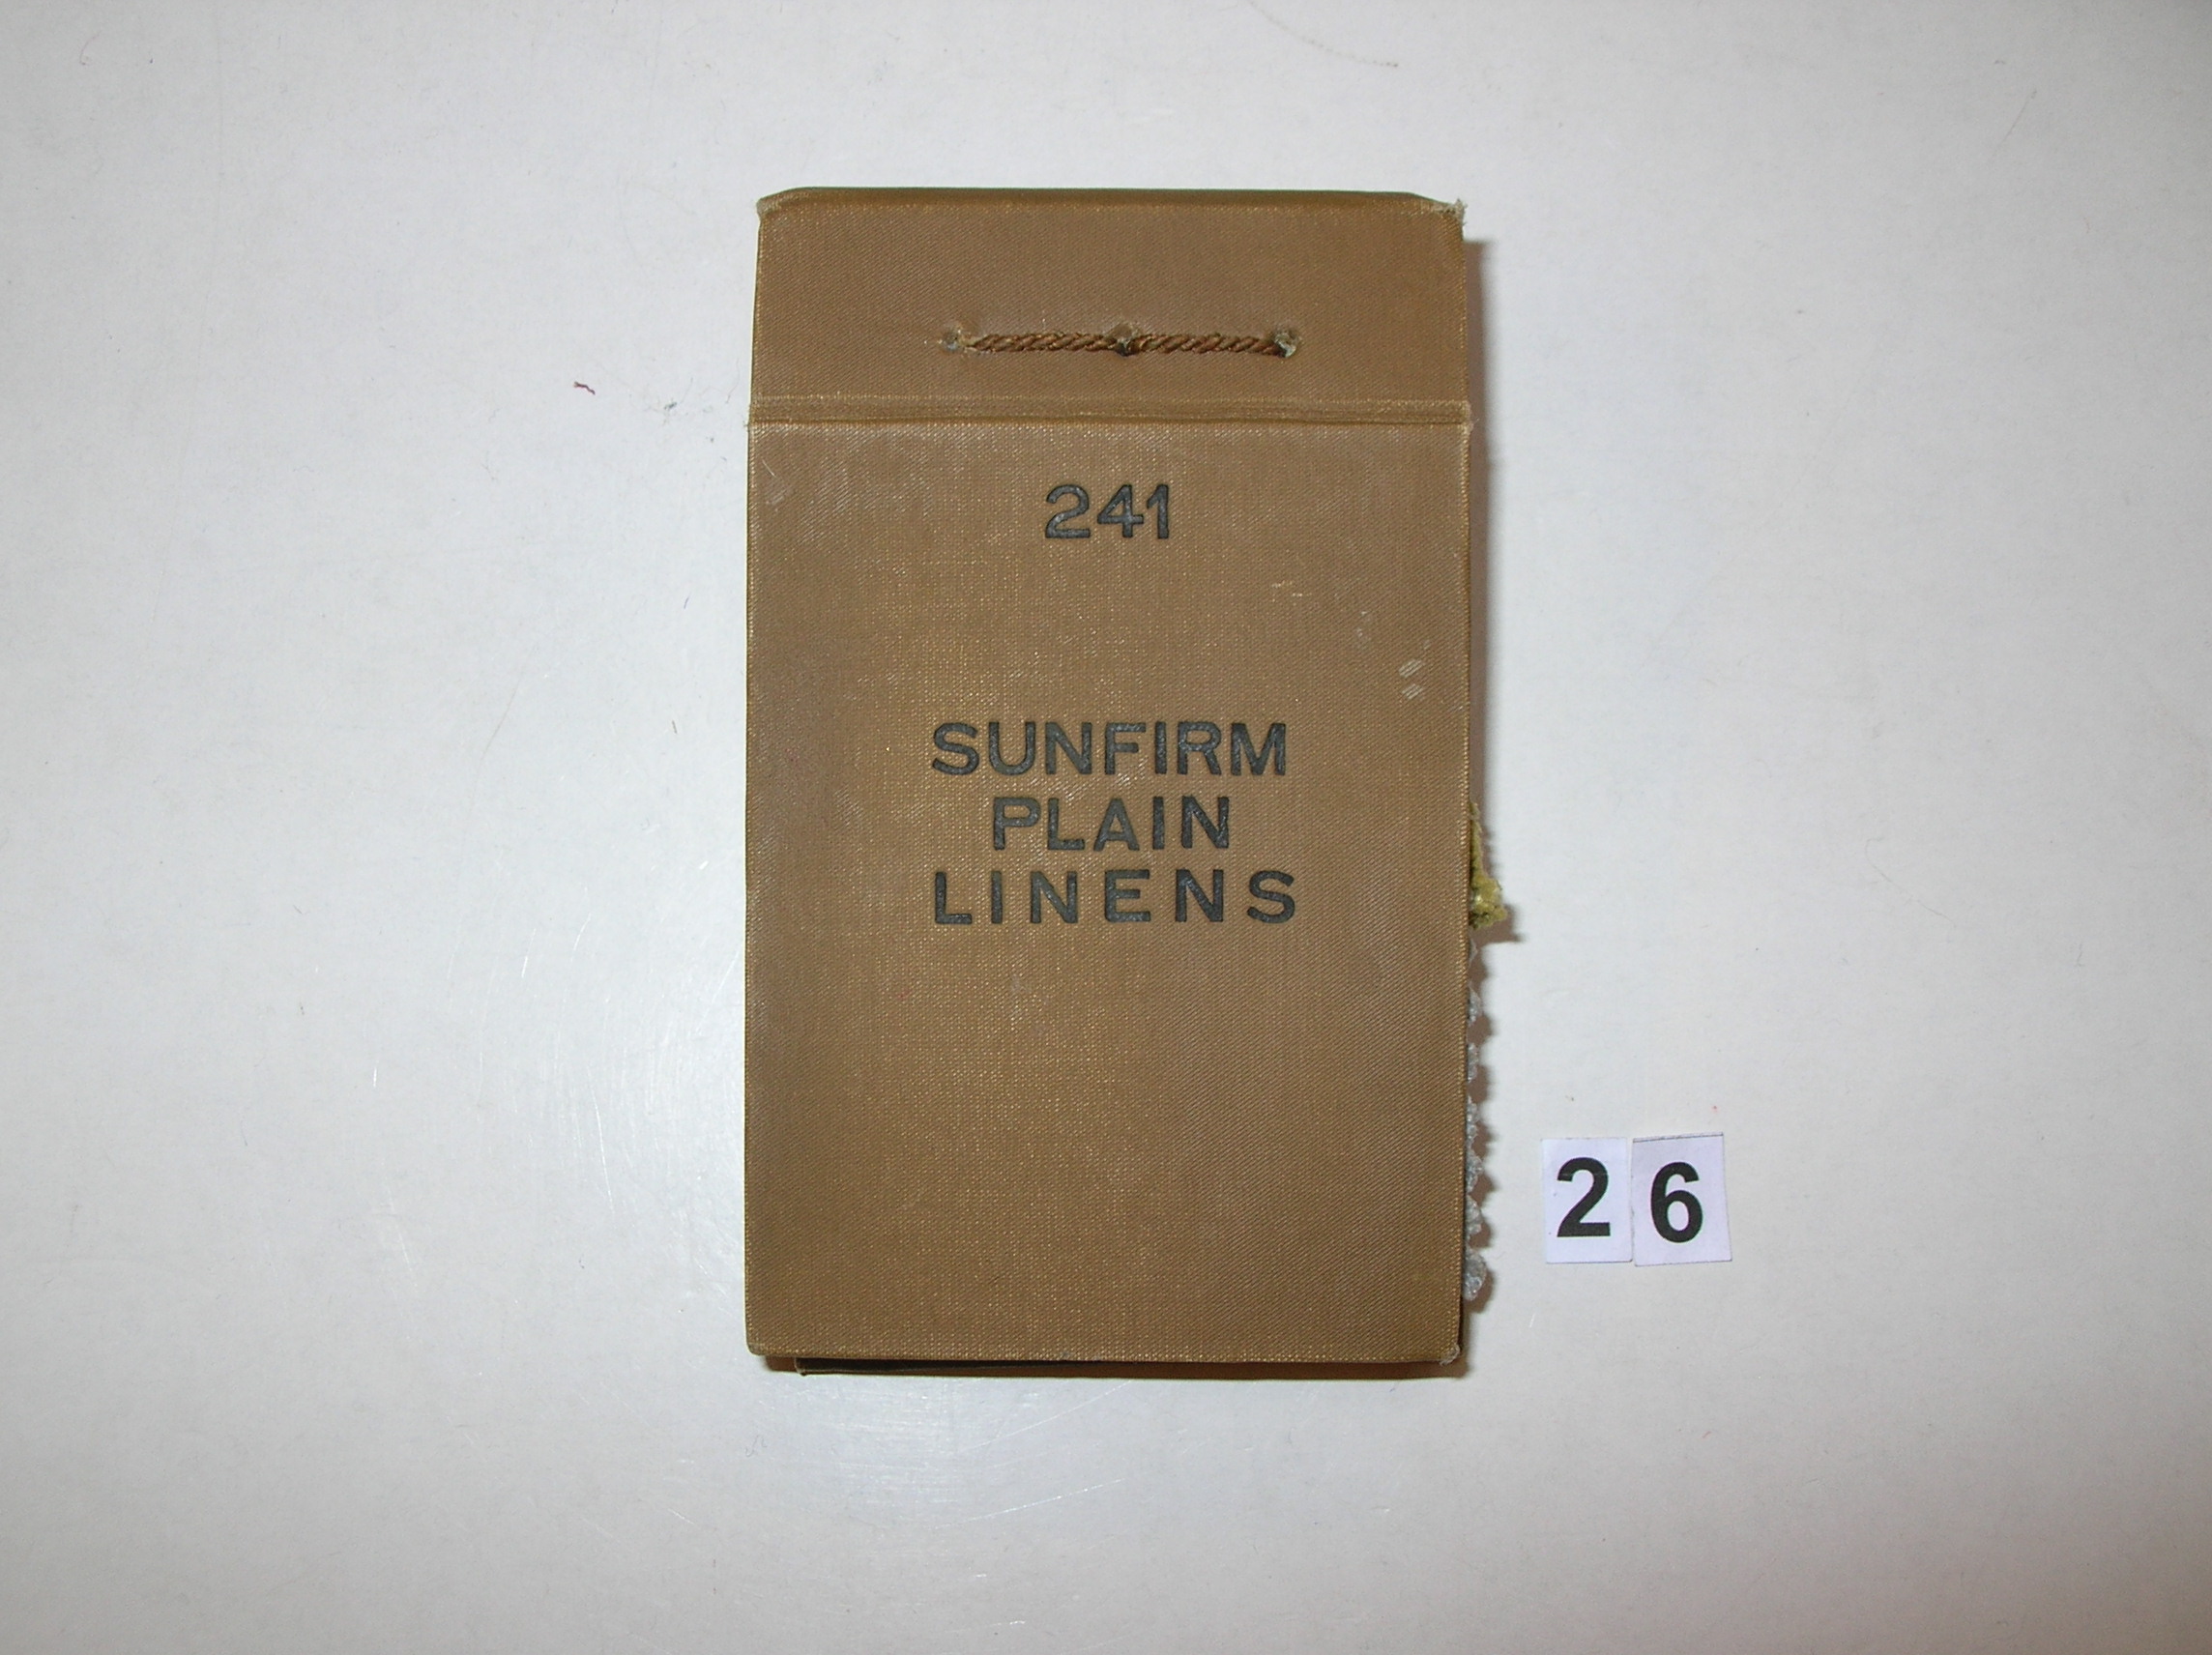 241
SUNFIRM
PLAIN
LINENS
26